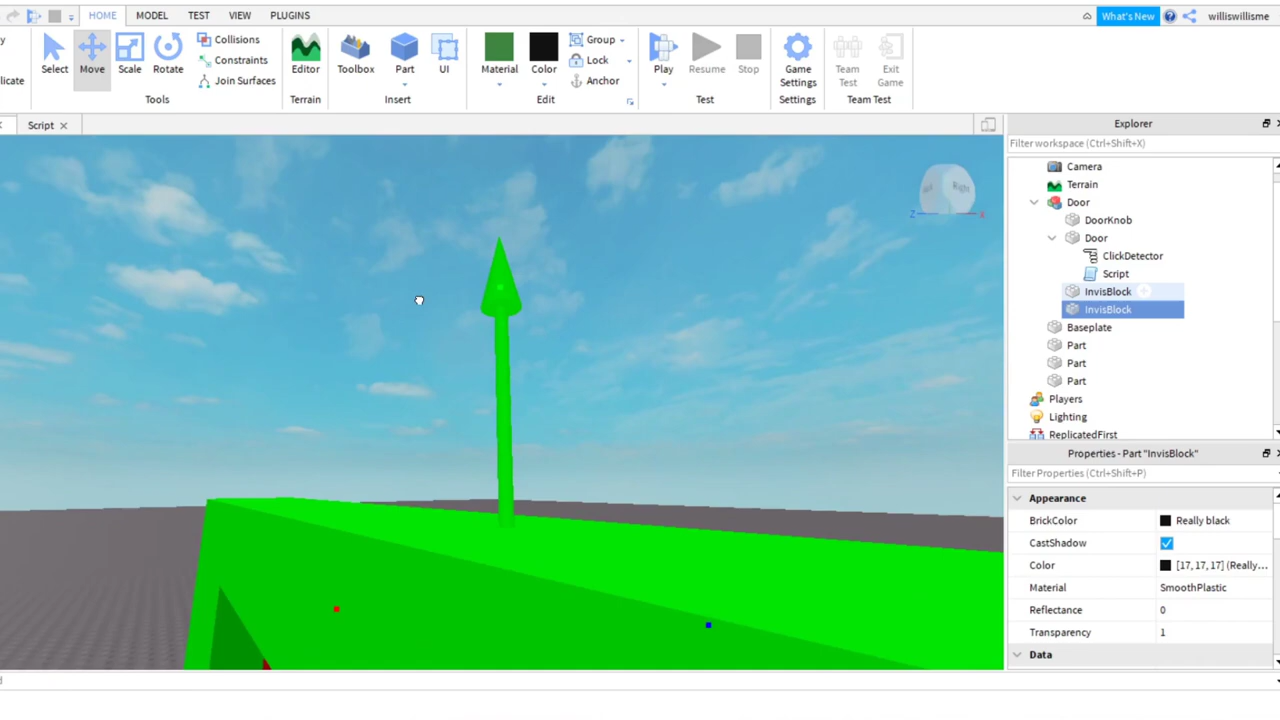 HOME MODEL TEST VIEW PLUGINS What's New williswillisme
Select Move Scale Rotate Collisions Constraints Join Surfaces Editor Toolbox Part UI Material Color Group Lock Anchor Play Resume Stop Game Settings Team Test Exit Game
plicate
Tools Terrain Insert Edit Test Settings Team Test
Script
Explorer
Filter workspace (Ctrl+Shift+X)
Camera
Terrain
Door
DoorKnob
Door
ClickDetector
Script
InvisBlock
InvisBlock
Baseplate
Part
Part
Part
Players
Lighting
ReplicatedFirst
Right
Z X
Properties - Part "InvisBlock"
Filter Properties (Ctrl+Shift+P)
Appearance
BrickColor Really black
CastShadow
Color [17, 17, 17] (Really...
Material SmoothPlastic
Reflectance 0
Transparency 1
Data